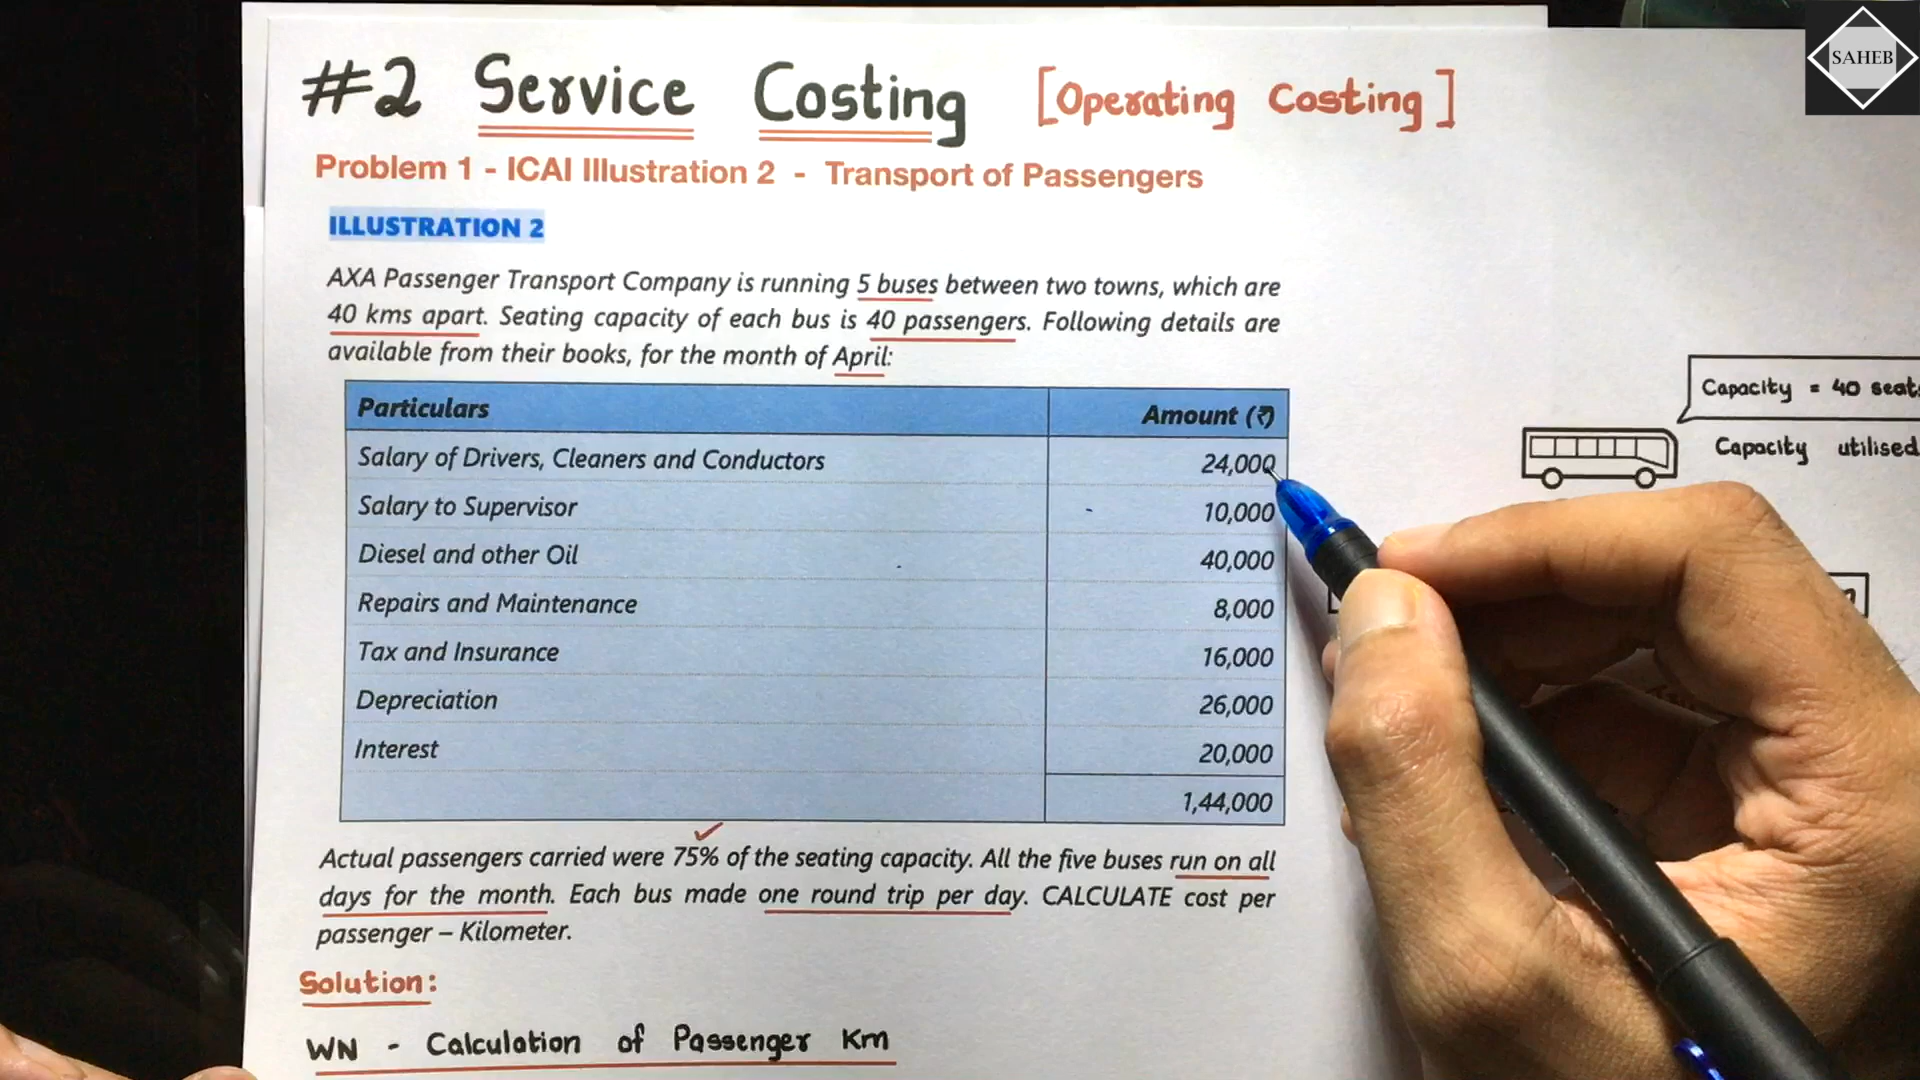 SAHEB
#2 Service Costing [Operating Costing]
Problem 1 - ICAI Illustration 2 - Transport of Passengers
ILLUSTRATION 2
AXA Passenger Transport Company is running 5 buses between two towns, which are
40 kms apart. Seating capacity of each bus is 40 passengers. Following details are
available from their books, for the month of April:
Particulars Amount (₹)
Salary of Drivers, Cleaners and Conductors 24,000
Salary to Supervisor 10,000
Diesel and other Oil 40,000
Repairs and Maintenance 8,000
Tax and Insurance 16,000
Depreciation 26,000
Interest 20,000
1,44,000
Actual passengers carried were 75% of the seating capacity. All the five buses run on all
days for the month. Each bus made one round trip per day. CALCULATE cost per
passenger – Kilometer.
Solution:
WN - Calculation of Passenger Km
Capacity = 40 seats
Capacity utilised